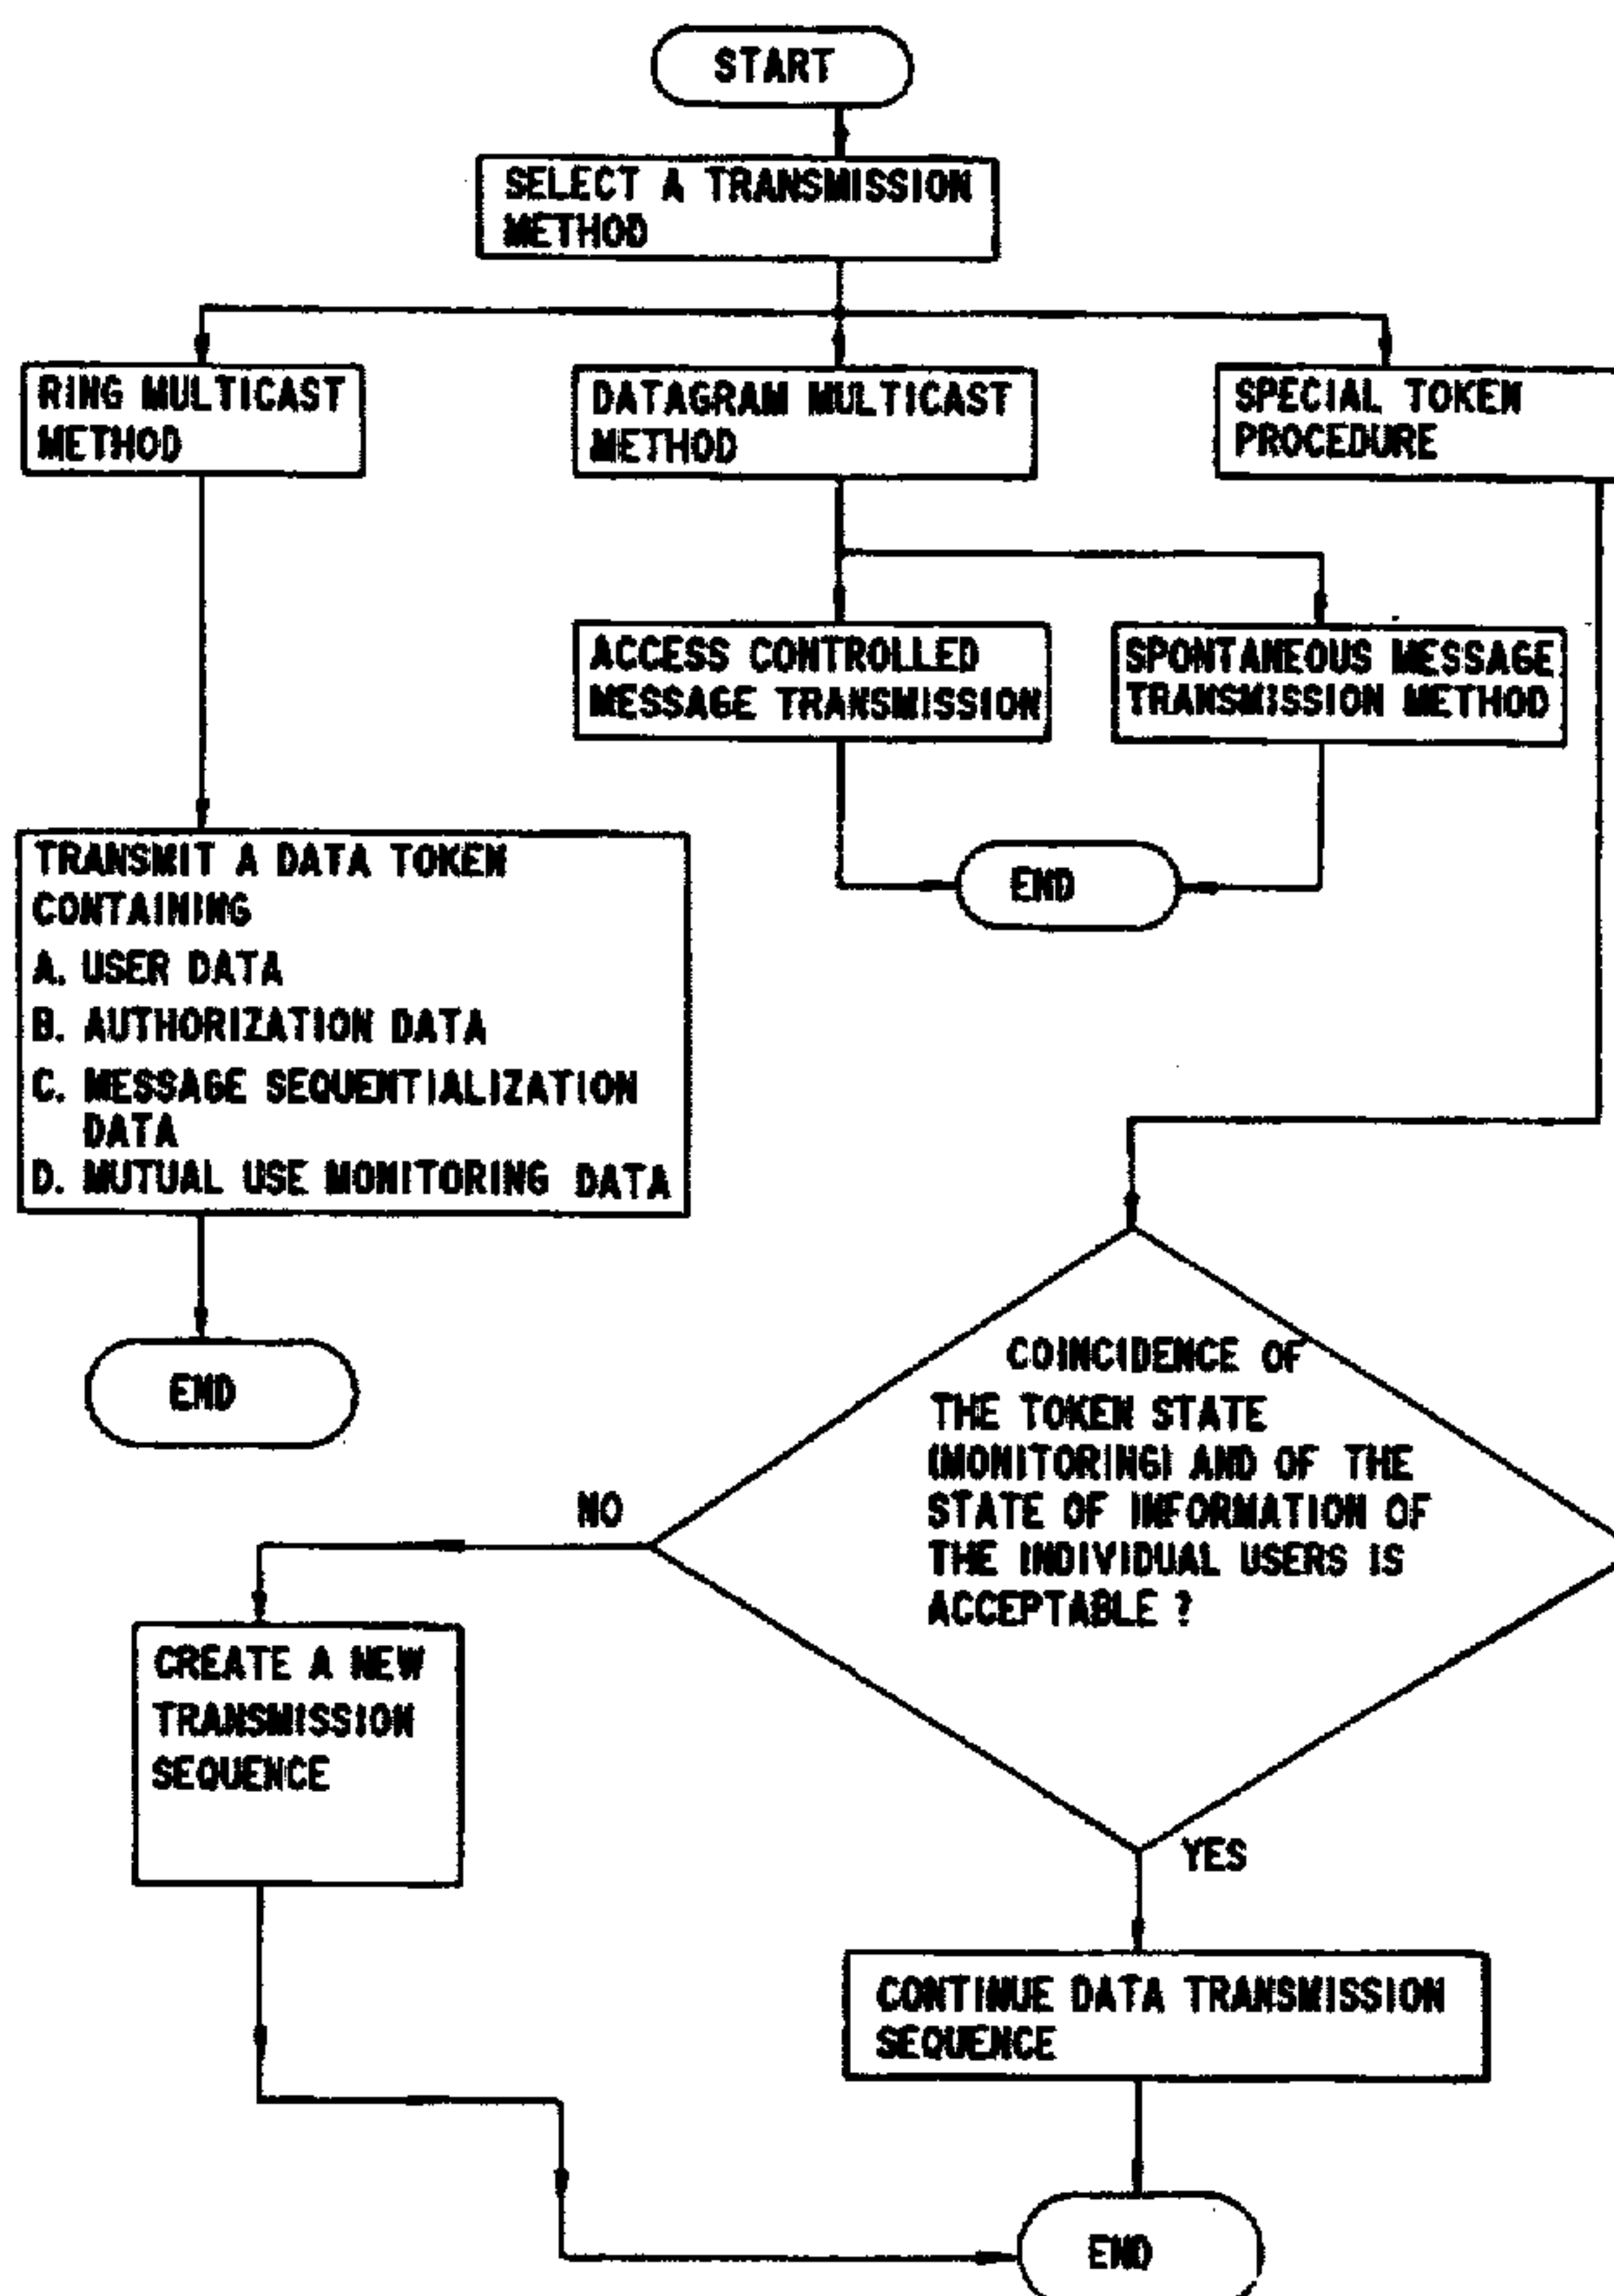 START
SELECT A TRANSMISSION
METHOD
RING MULTICAST
METHOD
DATAGRAM MULTICAST
METHOD
SPECIAL TOKEN
PROCEDURE
ACCESS CONTROLLED
MESSAGE TRANSMISSION
SPONTANEOUS MESSAGE
TRANSMISSION METHOD
END
TRANSMIT A DATA TOKEN
CONTAINING
A. USER DATA
B. AUTHORIZATION DATA
C. MESSAGE SEQUENTIALIZATION
DATA
D. MUTUAL USE MONITORING DATA
END
COINCIDENCE OF
THE TOKEN STATE
(MONITORING) AND OF THE
STATE OF INFORMATION OF
THE INDIVIDUAL USERS IS
ACCEPTABLE ?
NO
YES
CREATE A NEW
TRANSMISSION
SEQUENCE
CONTINUE DATA TRANSMISSION
SEQUENCE
END